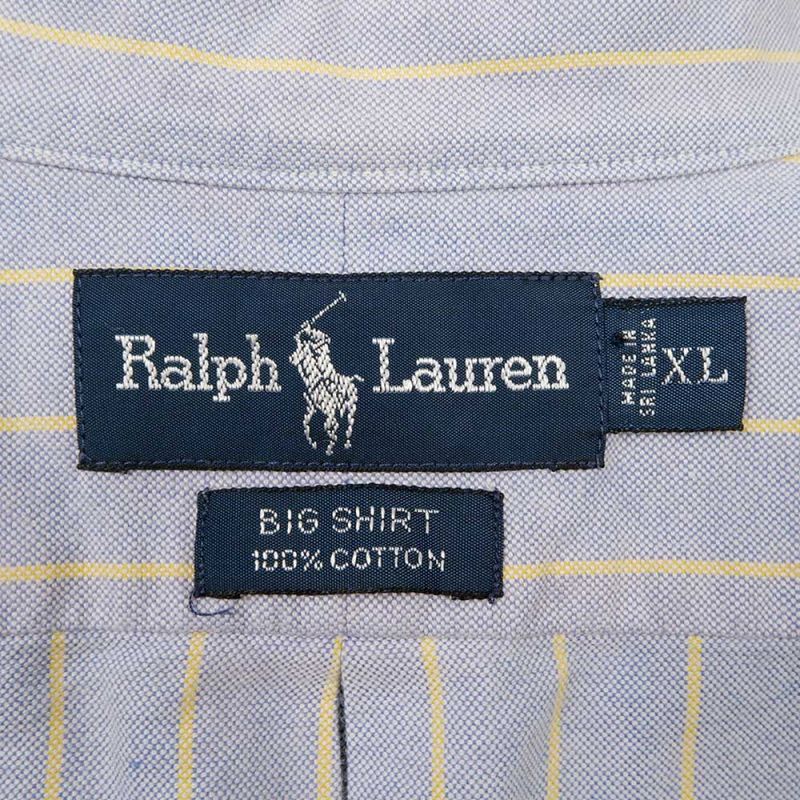 Ralph Lauren
MADE IN
SRI LANKA
XL
BIG SHIRT
100% COTTON